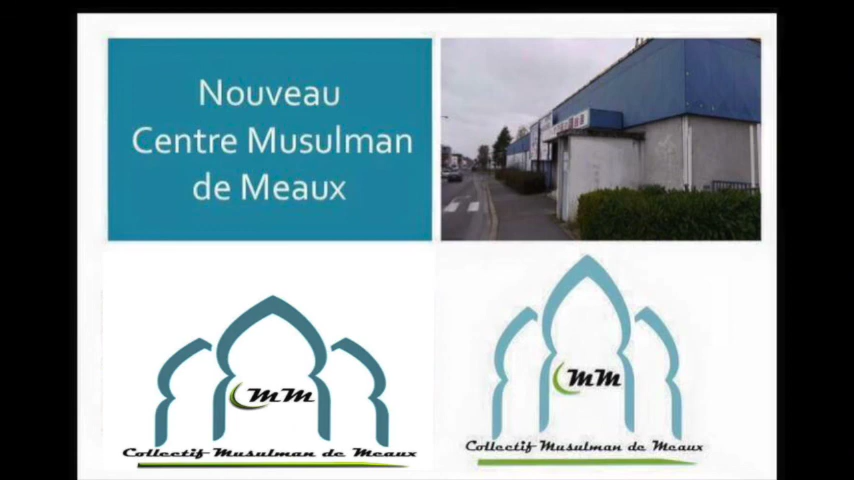 Nouveau
Centre Musulman
de Meaux
MM
Collectif Musulman de Meaux
MM
Collectif Musulman de Meaux